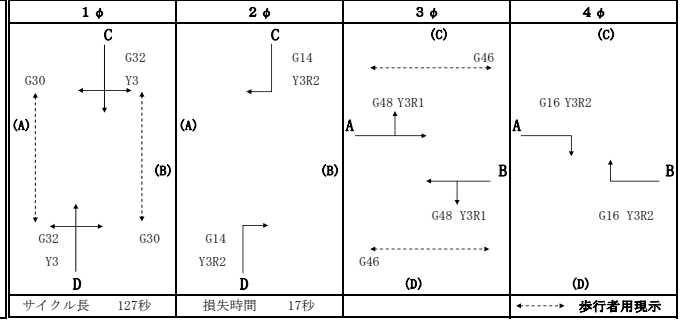 1φ 2φ 3φ 4φ
C
G32
Y3
G30
(A)
(B)
G32
Y3
G30
D
C
G14
Y3R2
(A)
(B)
G14
Y3R2
D
(C)
G46
G48 Y3R1
A
B
G48 Y3R1
G46
(D)
(C)
G16 Y3R2
A
B
G16 Y3R2
(D)
サイクル長 127秒 損失時間 17秒 歩行者用現示